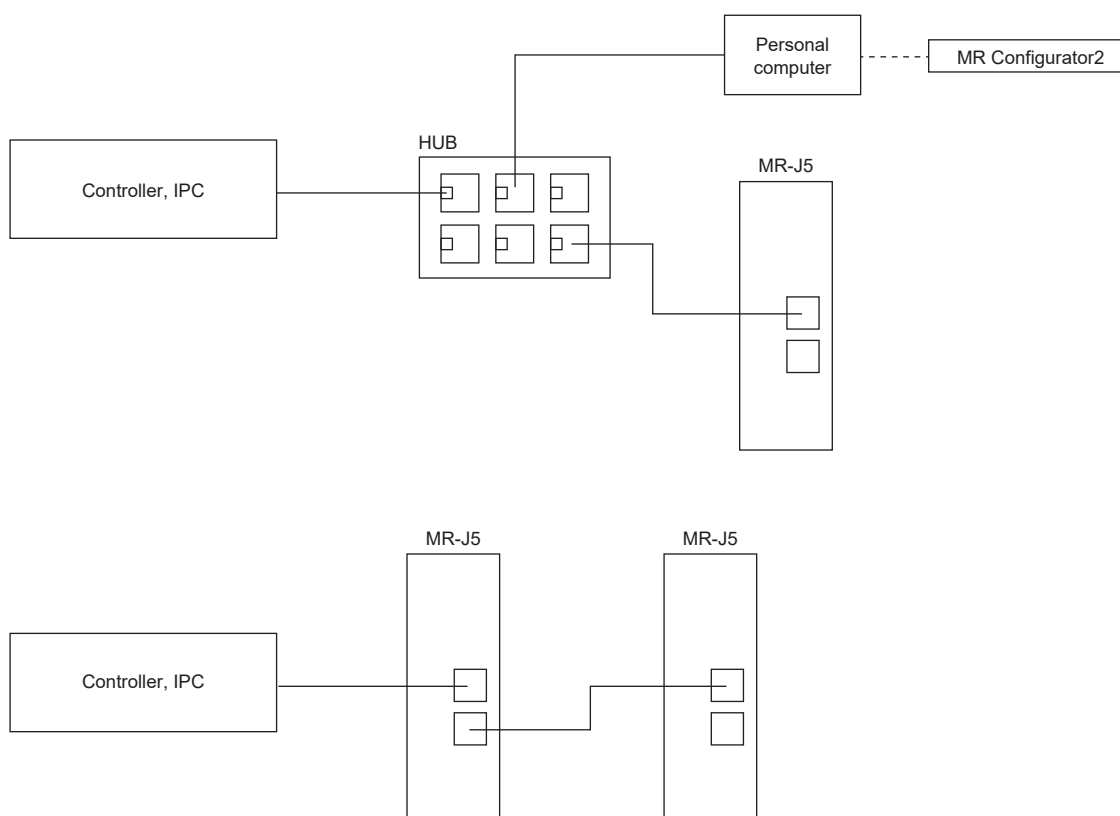 Personal
computer
MR Configurator2
HUB
Controller, IPC
MR-J5
MR-J5
MR-J5
Controller, IPC